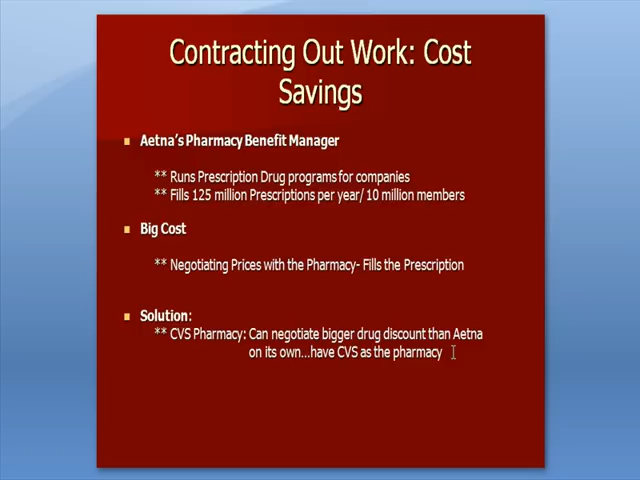 Contracting Out Work: Cost
Savings
Aetna's Pharmacy Benefit Manager
** Runs Prescription Drug programs for companies
** Fills 125 million Prescriptions per year/ 10 million members
Big Cost
** Negotiating Prices with the Pharmacy- Fills the Prescription
Solution:
** CVS Pharmacy: Can negotiate bigger drug discount than Aetna
on its own...have CVS as the pharmacy